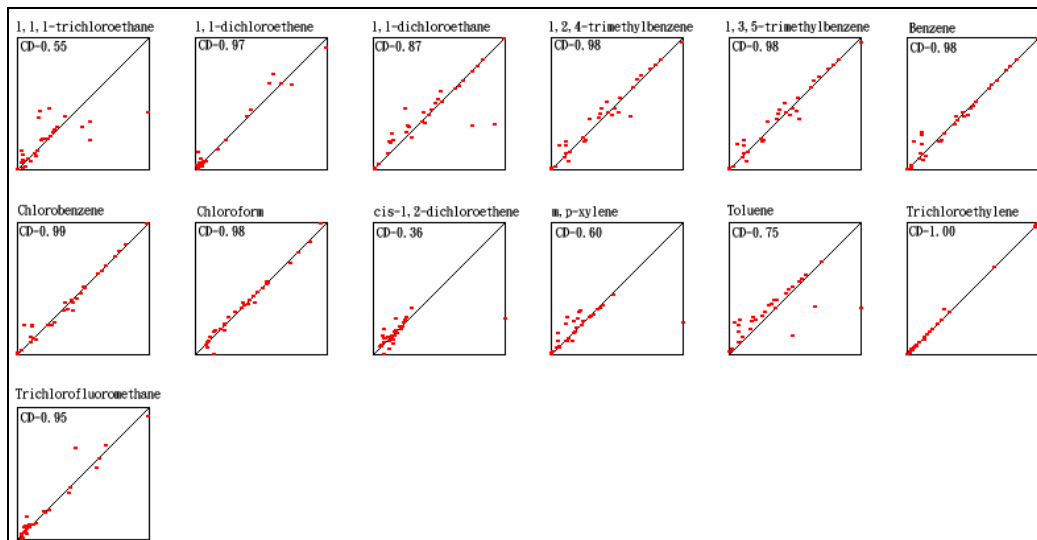 1,1,1-trichloroethane
CD=0.55
1,1-dichloroethene
CD=0.97
1,1-dichloroethane
CD=0.87
1,2,4-trimethylbenzene
CD=0.98
1,3,5-trimethybenzene
CD=0.98
Benzene
CD=0.98
Chlorobenzene
CD=0.99
Chloroform
CD=0.98
cis-1,2-dichloroethene
CD=0.36
m,p-xylene
CD=0.60
Toluene
CD=0.75
Trichloroethylene
CD=1.00
Trichlorofluoromethane
CD=0.95